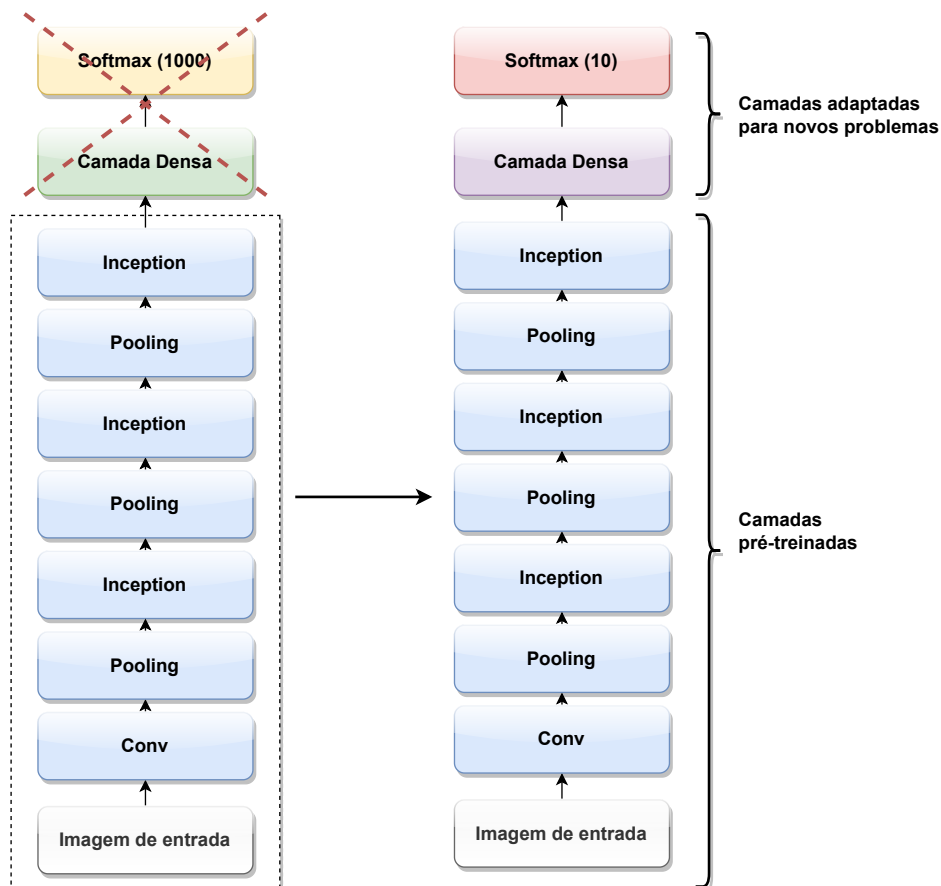 Softmax (1000)
Camada Densa
Inception
Pooling
Inception
Pooling
Inception
Pooling
Conv
Imagem de entrada
Softmax (10)
Camada Densa
Inception
Pooling
Inception
Pooling
Inception
Pooling
Conv
Imagem de entrada
Camadas adaptadas
para novos problemas
Camadas
pré-treinadas